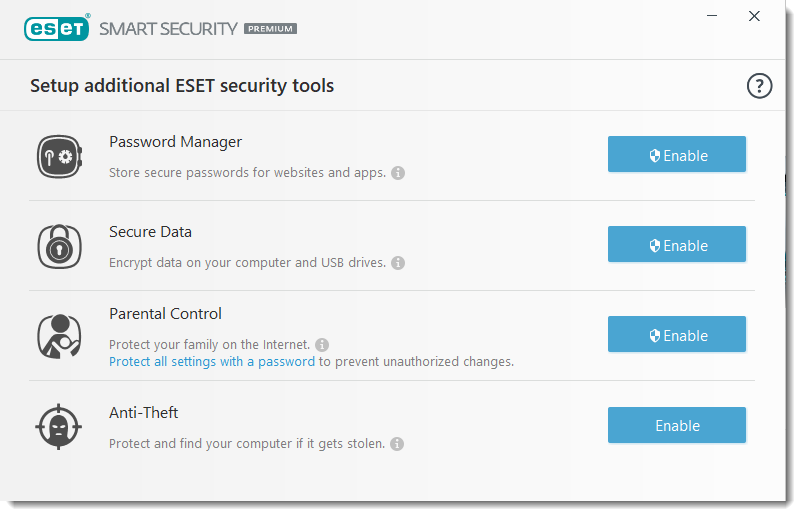 eset® SMART SECURITY PREMIUM
Setup additional ESET security tools
?
Password Manager
Store secure passwords for websites and apps. i
Enable
Secure Data
Encrypt data on your computer and USB drives. i
Enable
Parental Control
Protect your family on the Internet. i
Protect all settings with a password to prevent unauthorized changes.
Enable
Anti-Theft
Protect and find your computer if it gets stolen. i
Enable